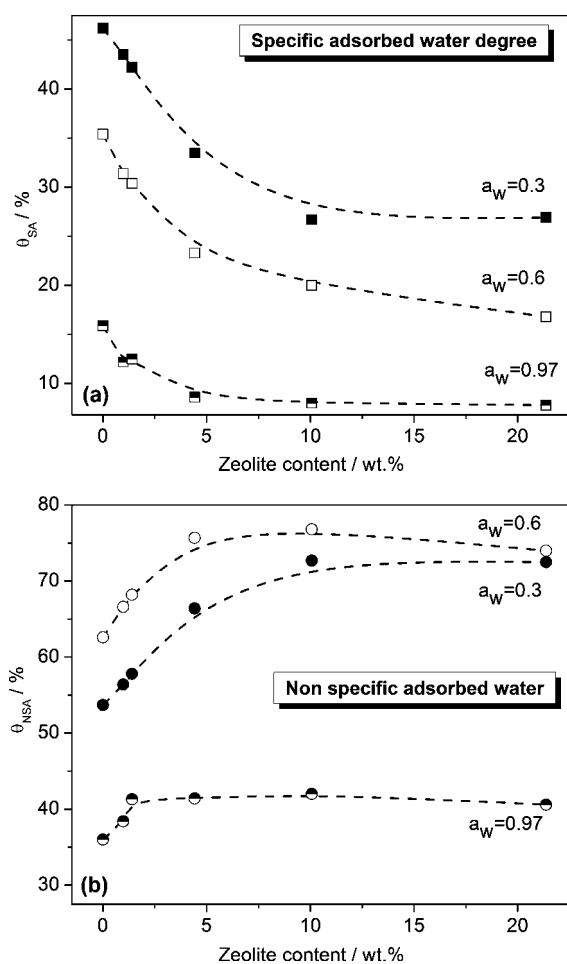 Specific adsorbed water degree
40
30
20
10
θSA / %
aw=0.3
aw=0.6
aw=0.97
(a)
0 5 10 15 20
Zeolite content / wt.%
80
70
60
50
40
30
θNSA / %
aw=0.6
aw=0.3
Non specific adsorbed water
aw=0.97
(b)
0 5 10 15 20
Zeolite content / wt.%